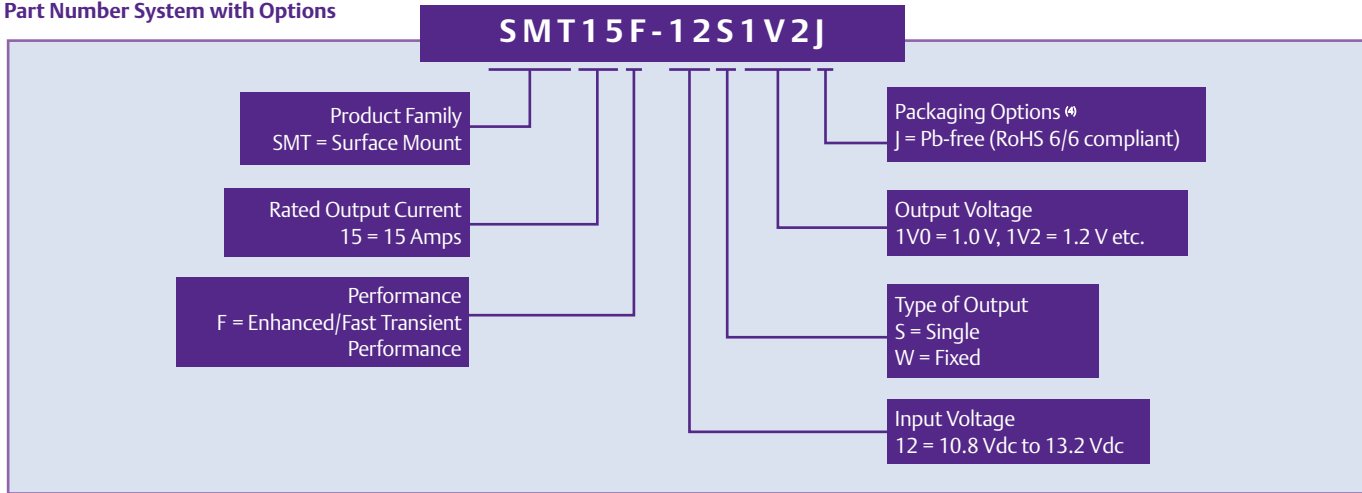 Part Number System with Options
SMT15F-12S1V2J
Product Family
SMT = Surface Mount
Rated Output Current
15 = 15 Amps
Performance
F = Enhanced/Fast Transient
Performance
Packaging Options (4)
J = Pb-free (RoHS 6/6 compliant)
Output Voltage
1V0 = 1.0 V, 1V2 = 1.2 V etc.
Type of Output
S = Single
W = Fixed
Input Voltage
12 = 10.8 Vdc to 13.2 Vdc